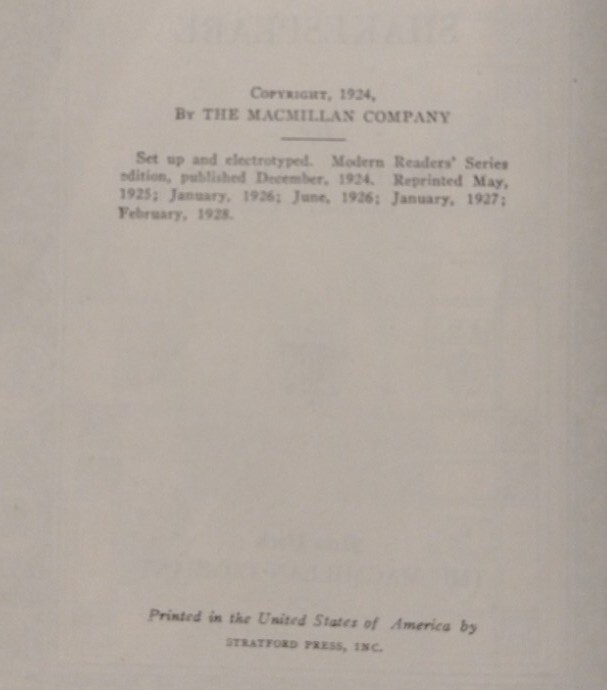 COPYRIGHT, 1924,
BY THE MACMILLAN COMPANY
Set up and electrotyped. Modern Readers' Series
edition, published December, 1924. Reprinted May,
1925; January, 1926; June, 1926; January, 1927;
February, 1928.
Printed in the United States of America by
STRATFORD PRESS, INC.